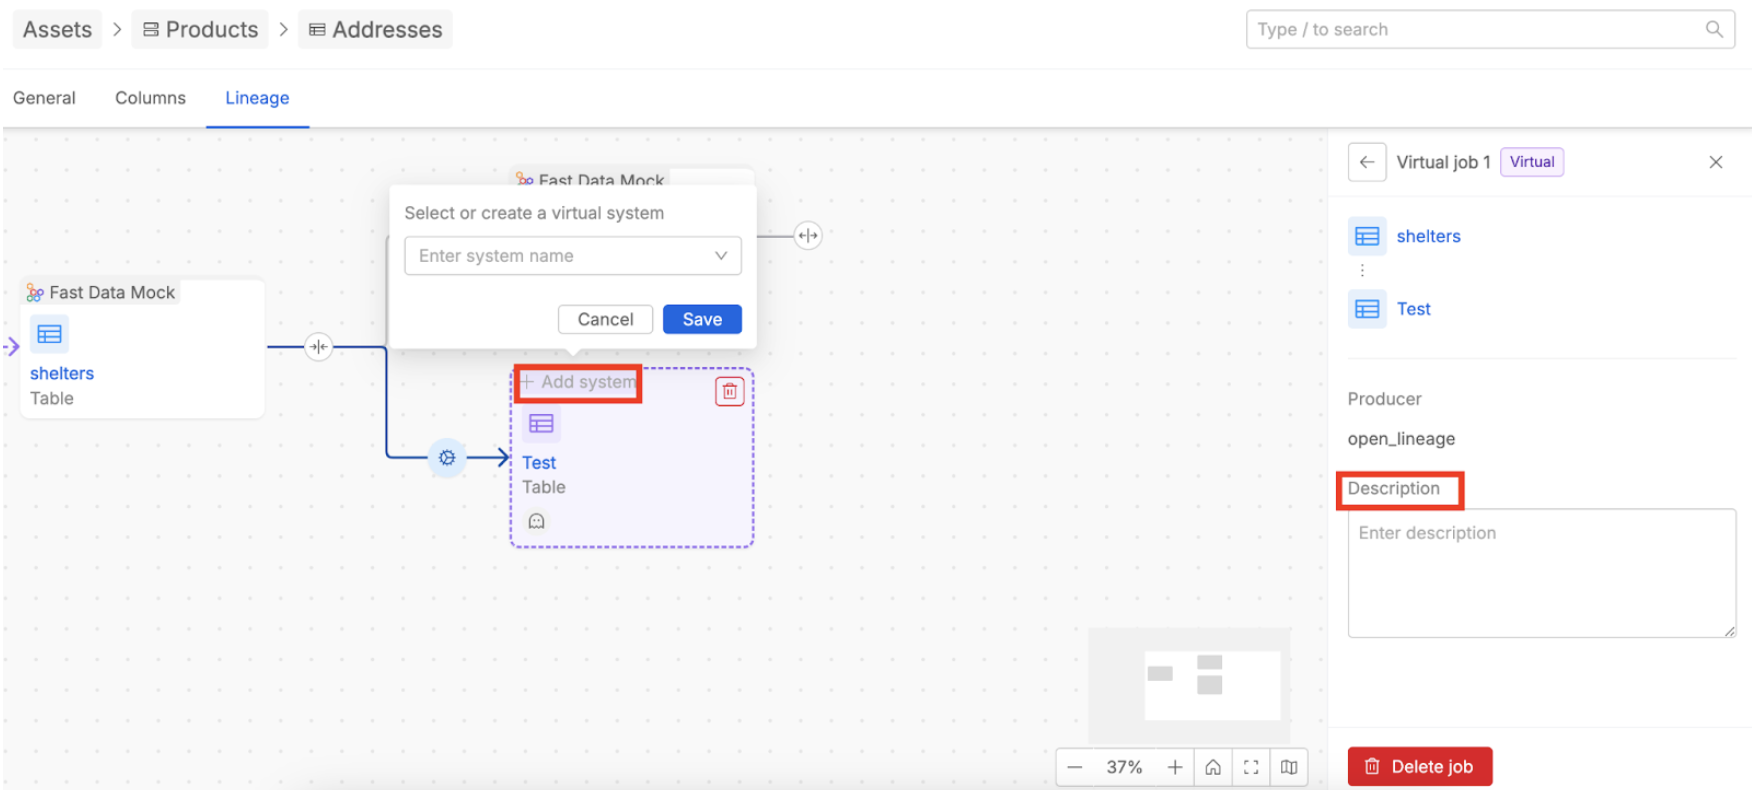 Assets > Products > Addresses
Type / to search
General Columns Lineage
Fast Data Mock
Select or create a virtual system
Enter system name
Cancel Save
Fast Data Mock
shelters
Table
+ Add system
Test
Table
37%
Virtual job 1 Virtual
shelters
Test
Producer
open_lineage
Description
Enter description
Delete job